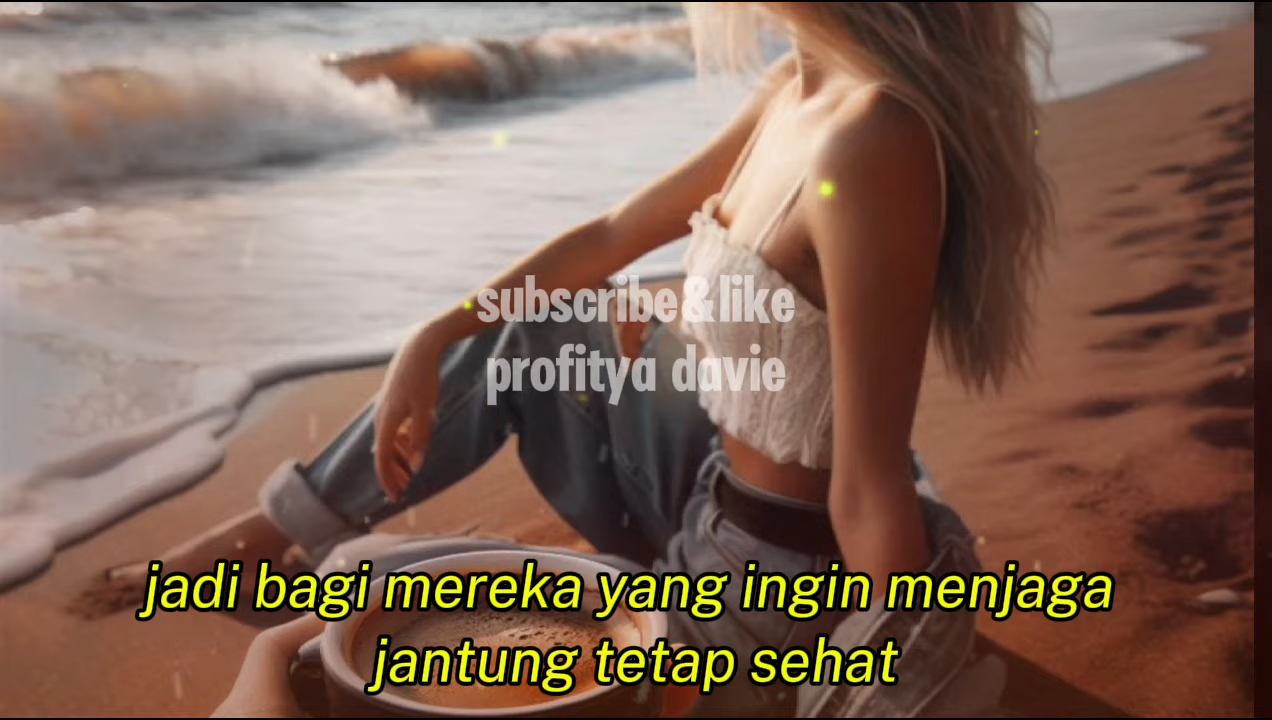 subscribe&like
profitya davie
jadi bagi mereka yang ingin menjaga
jantung tetap sehat